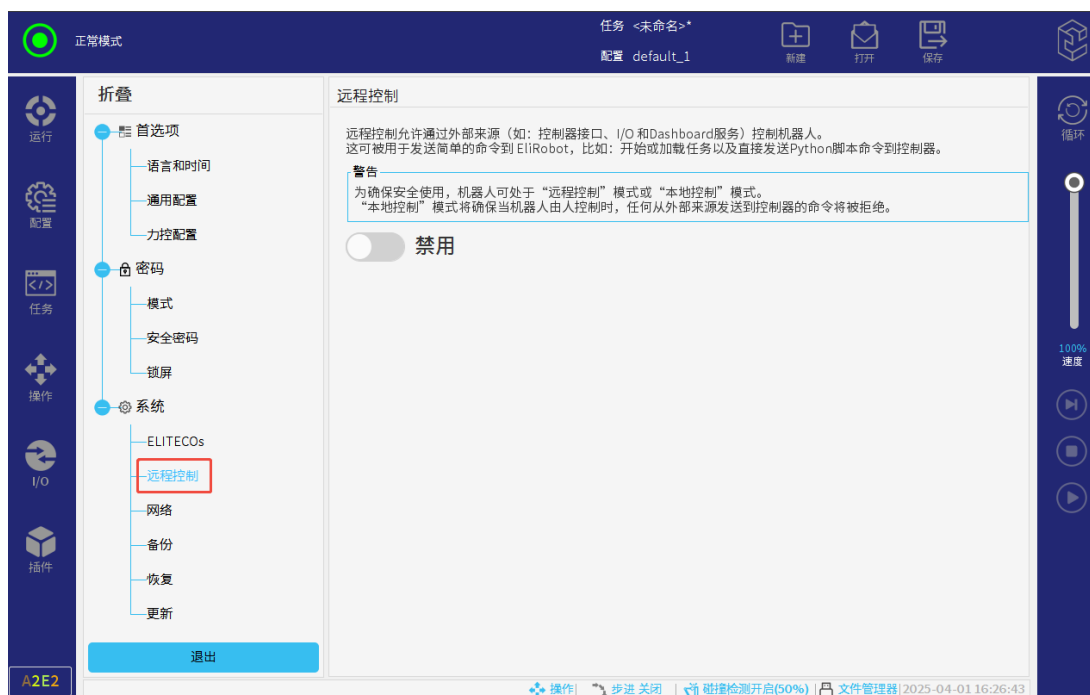 正常模式
任务 <未命名>*
配置 default_1
新建
打开
保存
运行
配置
任务
操作
I/O
插件
A2E2
折叠
首选项
语言和时间
通用配置
力控配置
密码
模式
安全密码
锁屏
系统
ELITECOs
远程控制
网络
备份
恢复
更新
退出
远程控制
远程控制允许通过外部来源（如：控制器接口、I/O 和Dashboard服务）控制机器人。
这可被用于发送简单的命令到 EliRobot，比如：开始或加载任务以及直接发送Python脚本命令到控制器。
警告
为确保安全使用，机器人可处于“远程控制”模式或“本地控制”模式。
“本地控制”模式将确保当机器人由人控制时，任何从外部来源发送到控制器的命令将被拒绝。
禁用
循环
100%
速度
操作| 步进 关闭 | 碰撞检测开启(50%) | 文件管理器| 2025-04-01 16:26:43